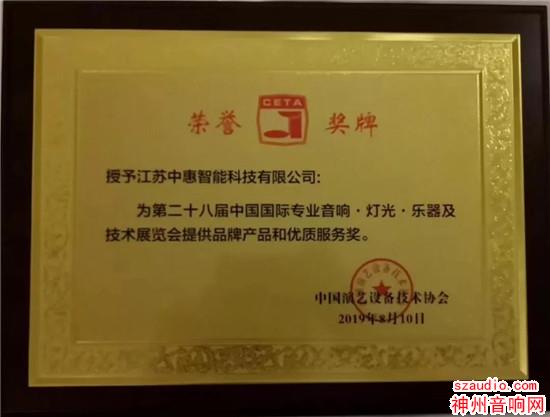 CETA
荣誉 奖牌
授予江苏中惠智能科技有限公司:
为第二十八届中国国际专业音响·灯光·乐器及
技术展览会提供品牌产品和优质服务奖。
中国演艺设备技术协会
2019年8月10日
szaudio.com
神州音响网